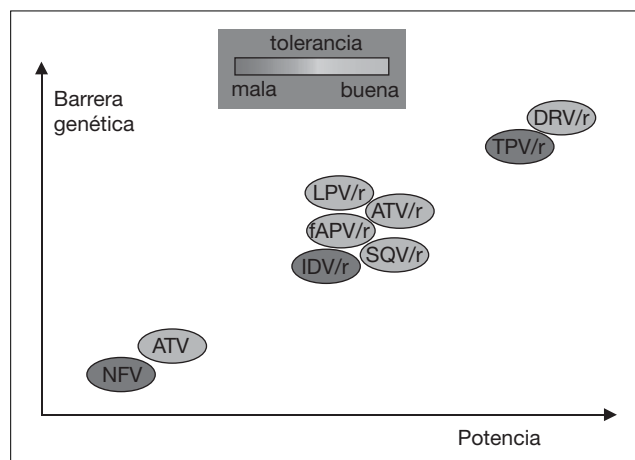 tolerancia
mala buena
Barrera
genética
DRV/r
TPV/r
LPV/r
ATV/r
fAPV/r
SQV/r
IDV/r
ATV
NFV
Potencia